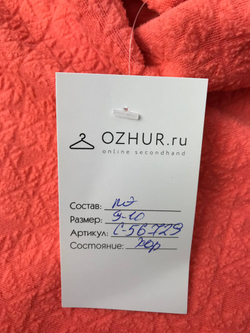 OZHUR.ru
online secondhand
Состав: п/э
Размер: 9-10
Артикул: С-56729
Состояние: хор